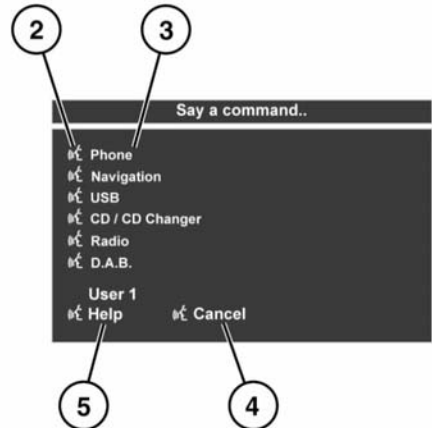 2 3
Say a command..
Phone
Navigation
USB
CD / CD Changer
Radio
D.A.B.
User 1
Help Cancel
5 4